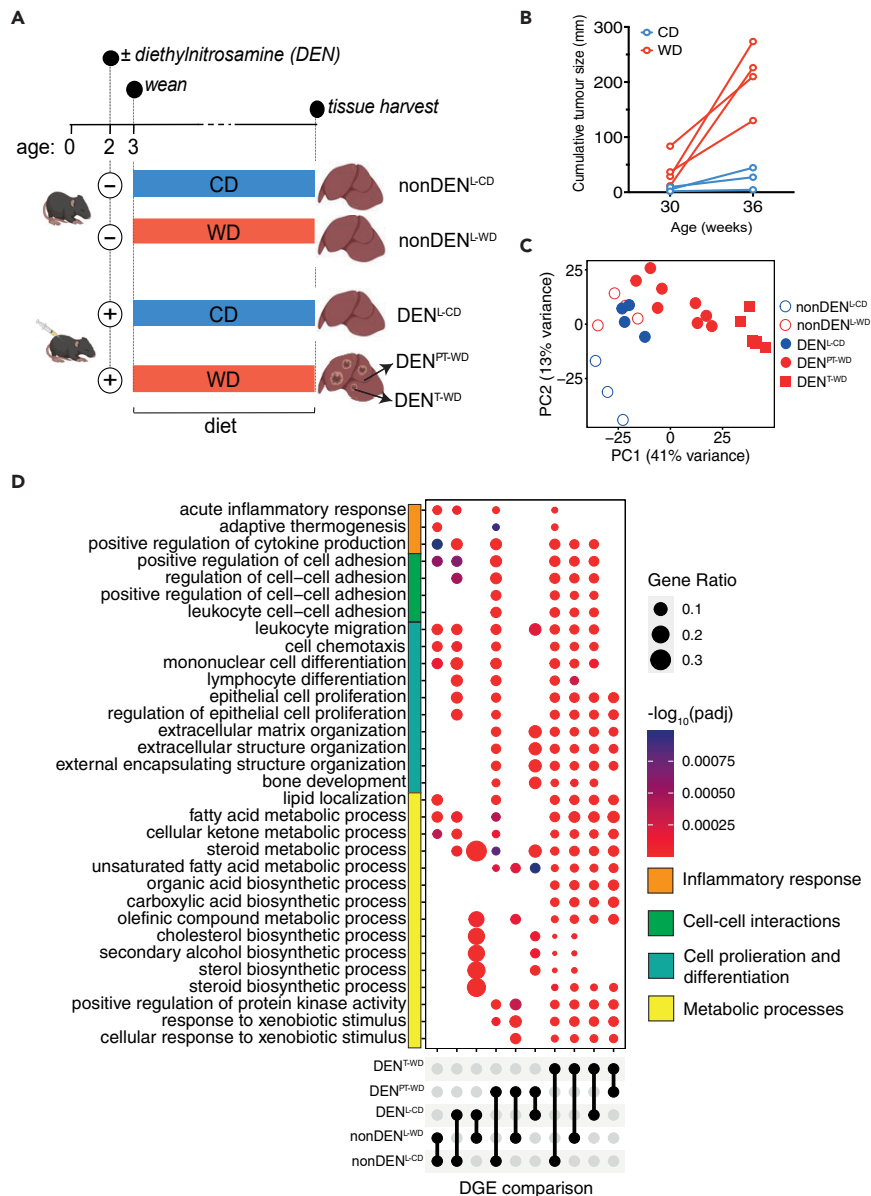 A
± diethylnitrosamine (DEN)
wean
tissue harvest
age: 0 2 3
− CD nonDEN^L-CD
− WD nonDEN^L-WD
+ CD DEN^L-CD
+ WD DEN^PT-WD
DEN^T-WD
diet
B
Cumulative tumour size (mm)
300
200
100
0
CD
WD
30 36
Age (weeks)
C
PC2 (13% variance)
25
0
−25
−25 0 25
PC1 (41% variance)
nonDEN^L-CD
nonDEN^L-WD
DEN^L-CD
DEN^PT-WD
DEN^T-WD
D
acute inflammatory response
adaptive thermogenesis
positive regulation of cytokine production
positive regulation of cell adhesion
regulation of cell−cell adhesion
positive regulation of cell−cell adhesion
leukocyte cell−cell adhesion
leukocyte migration
cell chemotaxis
mononuclear cell differentiation
lymphocyte differentiation
epithelial cell proliferation
regulation of epithelial cell proliferation
extracellular matrix organization
extracellular structure organization
external encapsulating structure organization
bone development
lipid localization
fatty acid metabolic process
cellular ketone metabolic process
steroid metabolic process
unsaturated fatty acid metabolic process
organic acid biosynthetic process
carboxylic acid biosynthetic process
olefinic compound metabolic process
cholesterol biosynthetic process
secondary alcohol biosynthetic process
sterol biosynthetic process
steroid biosynthetic process
positive regulation of protein kinase activity
response to xenobiotic stimulus
cellular response to xenobiotic stimulus
DEN^T-WD
DEN^PT-WD
DEN^L-CD
nonDEN^L-WD
nonDEN^L-CD
DGE comparison
Gene Ratio
0.1
0.2
0.3
-log10(padj)
0.00075
0.00050
0.00025
Inflammatory response
Cell-cell interactions
Cell prolieration and
differentiation
Metabolic processes